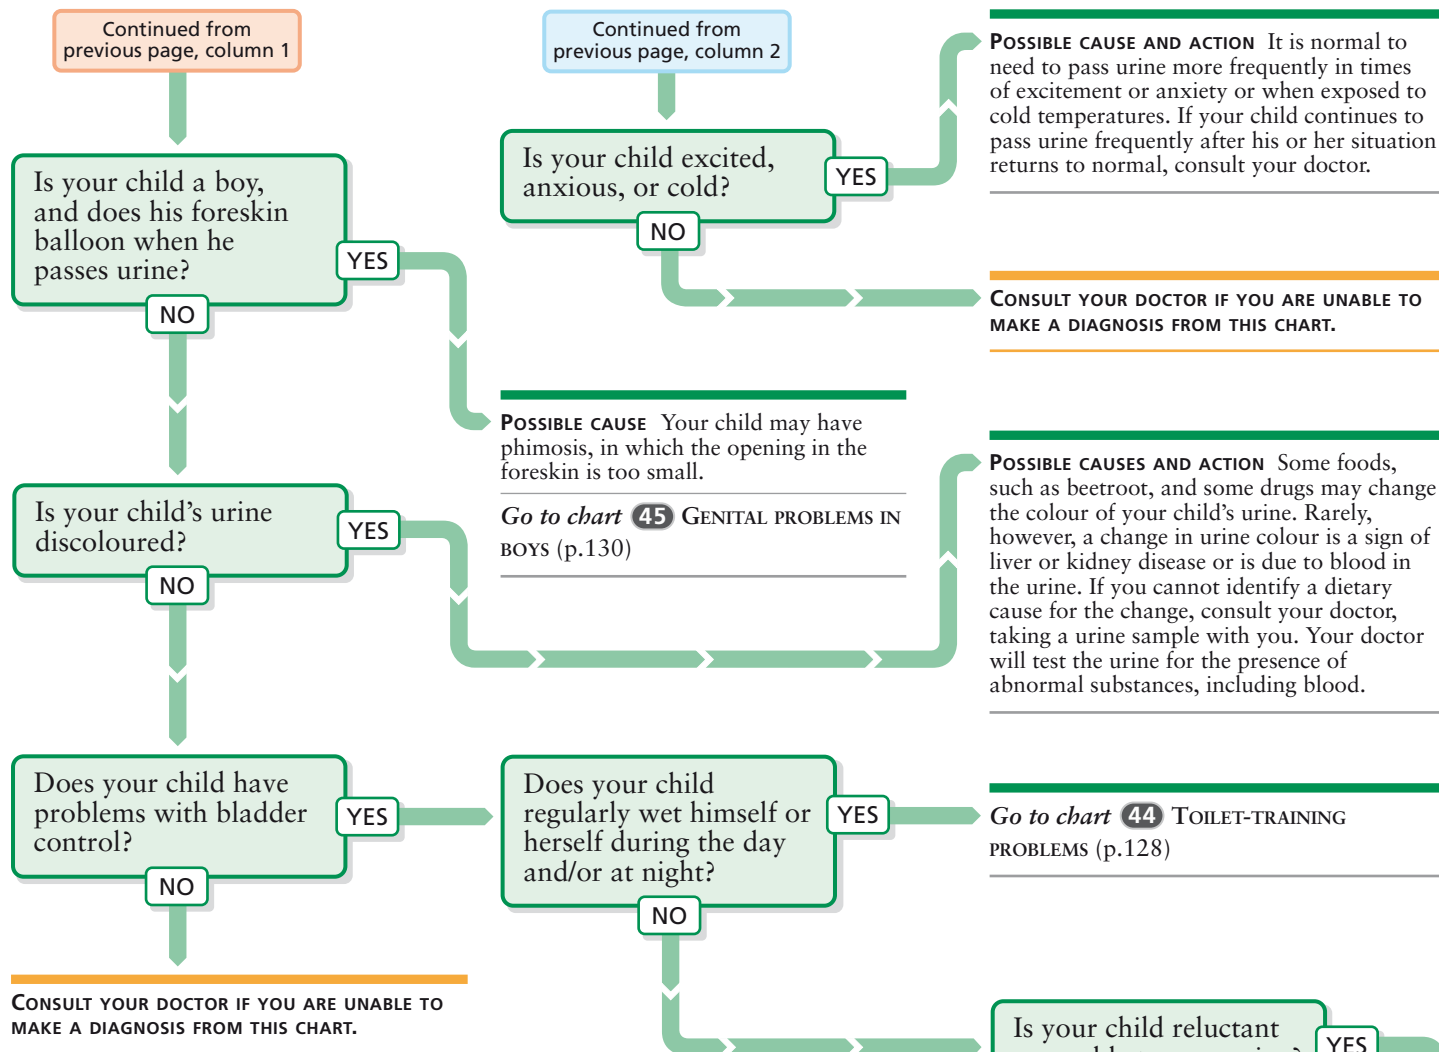 Continued from
previous page, column 1
Is your child a boy,
and does his foreskin
balloon when he
passes urine?
YES
NO
Is your child's urine
discoloured?
YES
NO
Does your child have
problems with bladder
control?
YES
NO
CONSULT YOUR DOCTOR IF YOU ARE UNABLE TO
MAKE A DIAGNOSIS FROM THIS CHART.
Continued from
previous page, column 2
Is your child excited,
anxious, or cold?
YES
NO
POSSIBLE CAUSE Your child may have
phimosis, in which the opening in the
foreskin is too small.
Go to chart 45 GENITAL PROBLEMS IN
BOYS (p.130)
Does your child
regularly wet himself or
herself during the day
and/or at night?
YES
NO
POSSIBLE CAUSE AND ACTION It is normal to
need to pass urine more frequently in times
of excitement or anxiety or when exposed to
cold temperatures. If your child continues to
pass urine frequently after his or her situation
returns to normal, consult your doctor.
CONSULT YOUR DOCTOR IF YOU ARE UNABLE TO
MAKE A DIAGNOSIS FROM THIS CHART.
POSSIBLE CAUSES AND ACTION Some foods,
such as beetroot, and some drugs may change
the colour of your child's urine. Rarely,
however, a change in urine colour is a sign of
liver or kidney disease or is due to blood in
the urine. If you cannot identify a dietary
cause for the change, consult your doctor,
taking a urine sample with you. Your doctor
will test the urine for the presence of
abnormal substances, including blood.
Go to chart 44 TOILET-TRAINING
PROBLEMS (p.128)
Is your child reluctant
YES